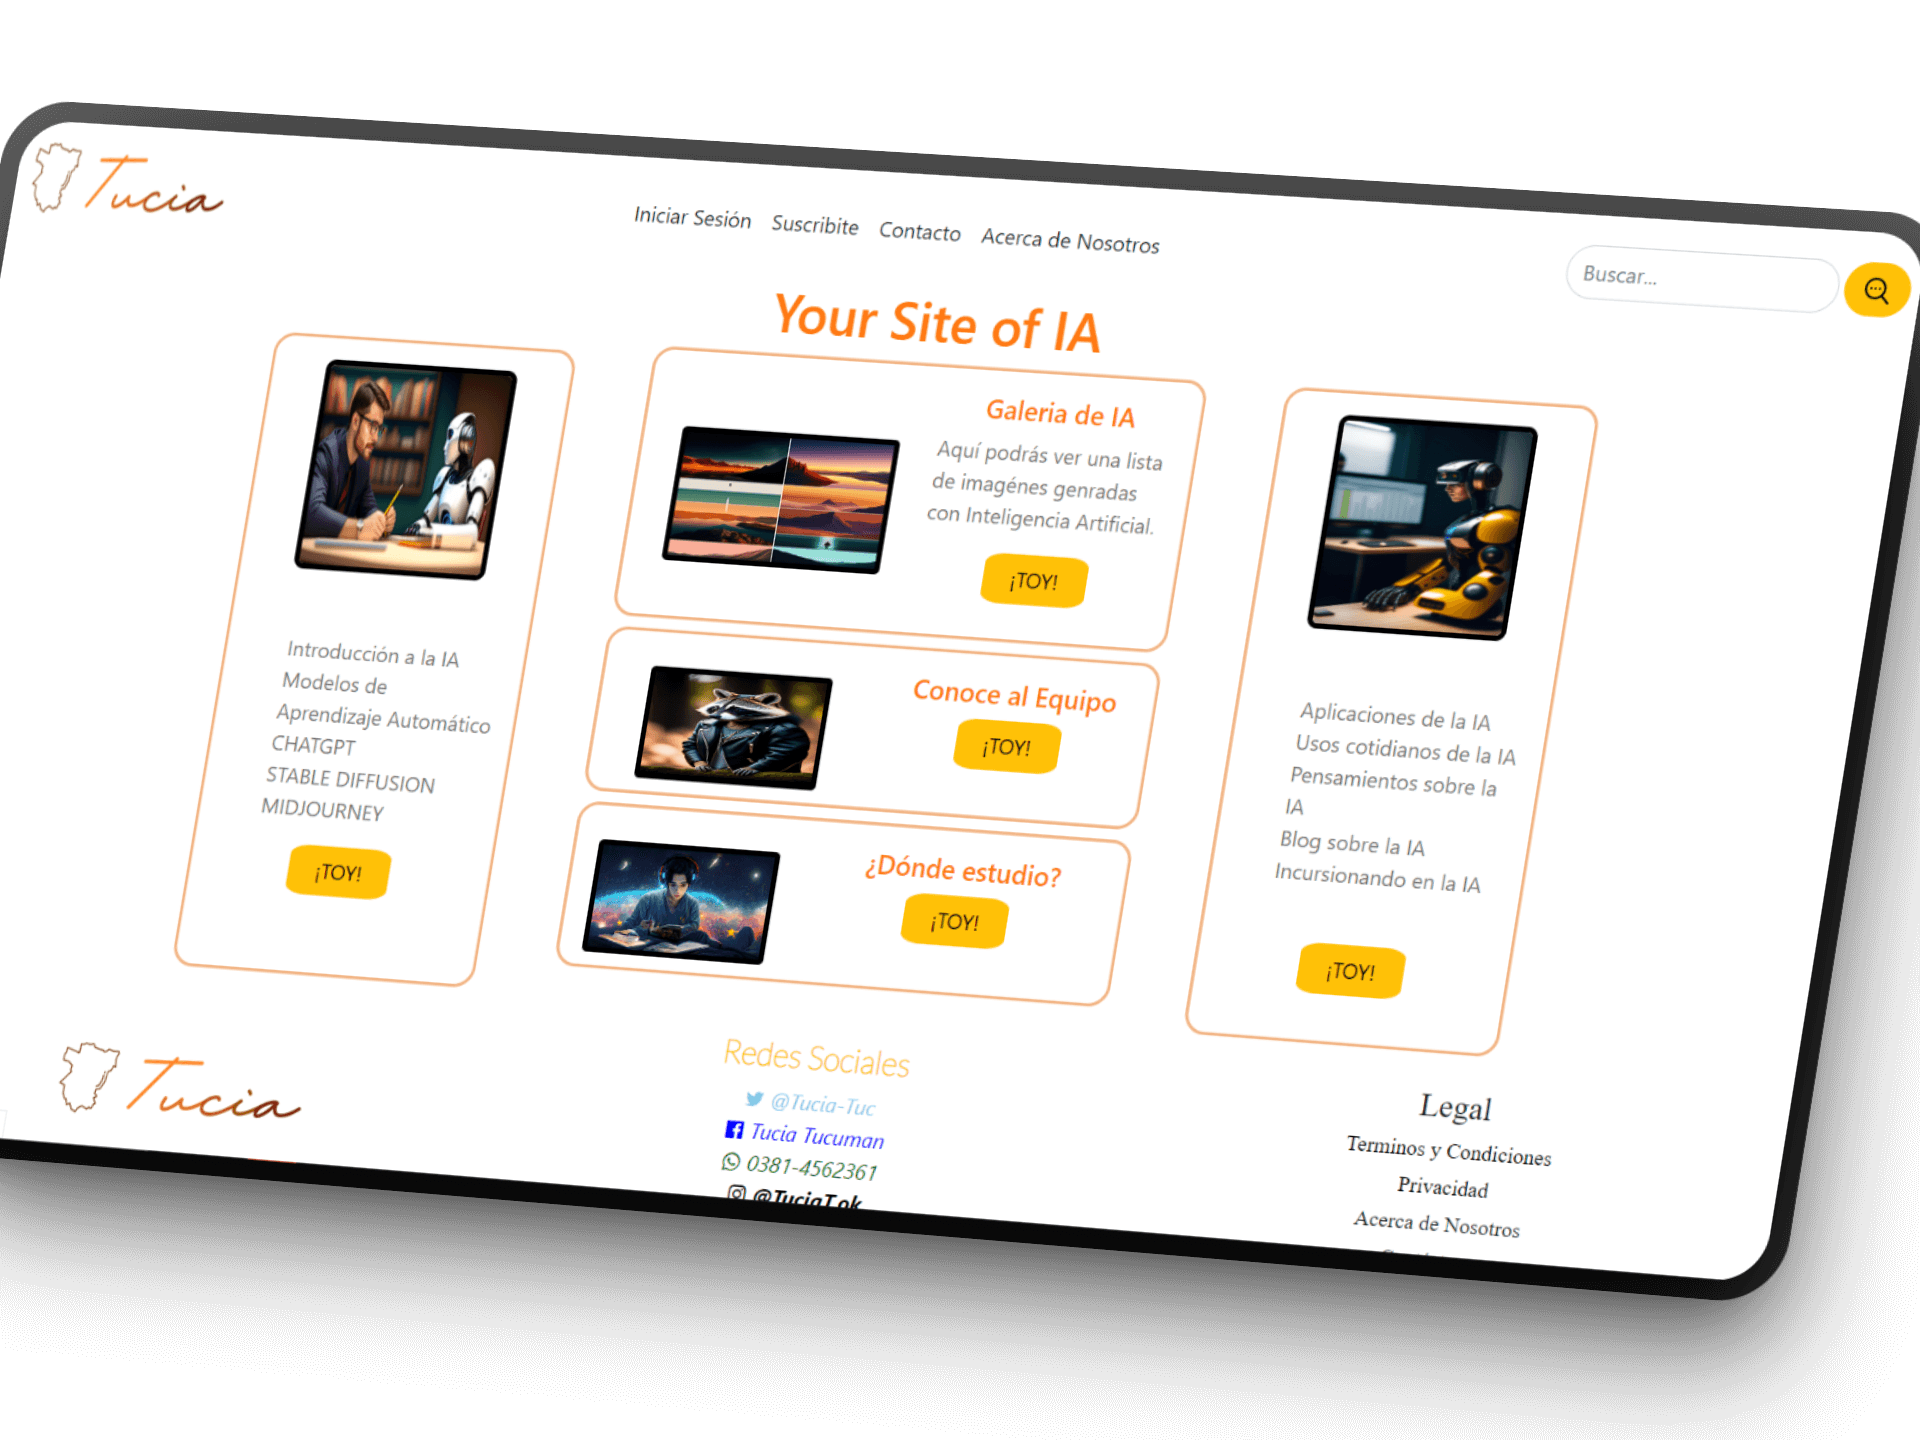 Tucia
Iniciar Sesión Suscribite Contacto Acerca de Nosotros
Buscar...
Your Site of IA
Introducción a la IA
Modelos de
Aprendizaje Automático
CHATGPT
STABLE DIFFUSION
MIDJOURNEY
¡TOY!
Galeria de IA
Aquí podrás ver una lista
de imagénes genradas
con Inteligencia Artificial.
¡TOY!
Conoce al Equipo
¡TOY!
¿Dónde estudio?
¡TOY!
Aplicaciones de la IA
Usos cotidianos de la IA
Pensamientos sobre la
IA
Blog sobre la IA
Incursionando en la IA
¡TOY!
Tucia
Redes Sociales
@Tucia-Tuc
Tucia Tucuman
0381-4562361
@TuciaT.ok
Legal
Terminos y Condiciones
Privacidad
Acerca de Nosotros